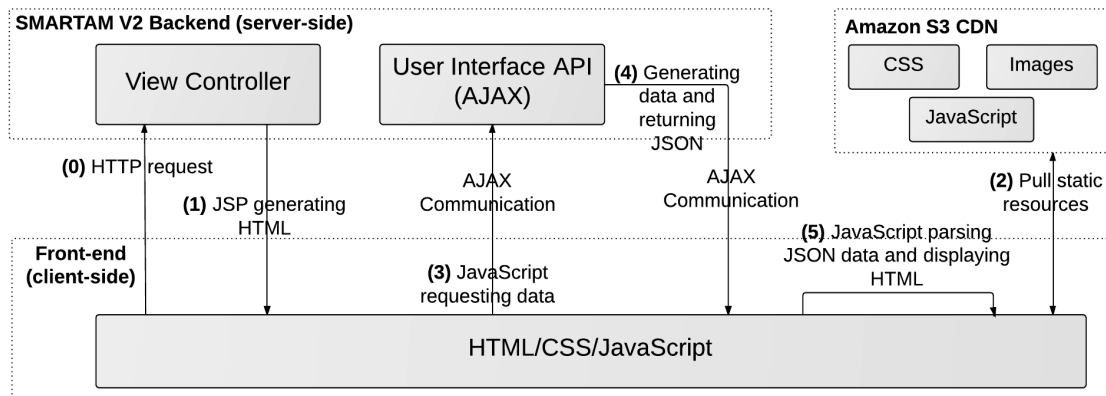 SMARTAM V2 Backend (server-side)
View Controller
User Interface API
(AJAX)
(4) Generating
data and
returning
JSON
Amazon S3 CDN
CSS
Images
JavaScript
(0) HTTP request
(1) JSP generating
HTML
AJAX
Communication
AJAX
Communication
(2) Pull static
resources
Front-end
(client-side)
(3) JavaScript
requesting data
(5) JavaScript parsing
JSON data and displaying
HTML
HTML/CSS/JavaScript